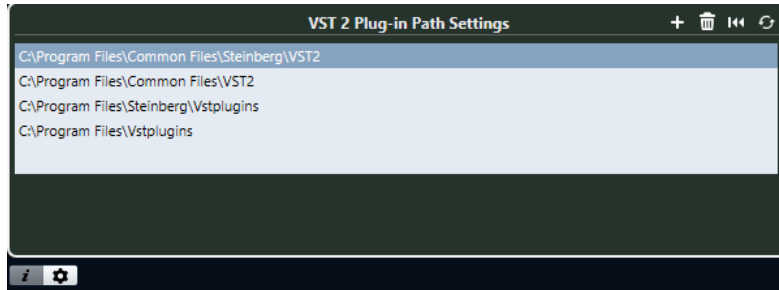 VST 2 Plug-in Path Settings
C:\Program Files\Common Files\Steinberg\VST2
C:\Program Files\Common Files\VST2
C:\Program Files\Steinberg\Vstplugins
C:\Program Files\Vstplugins
i